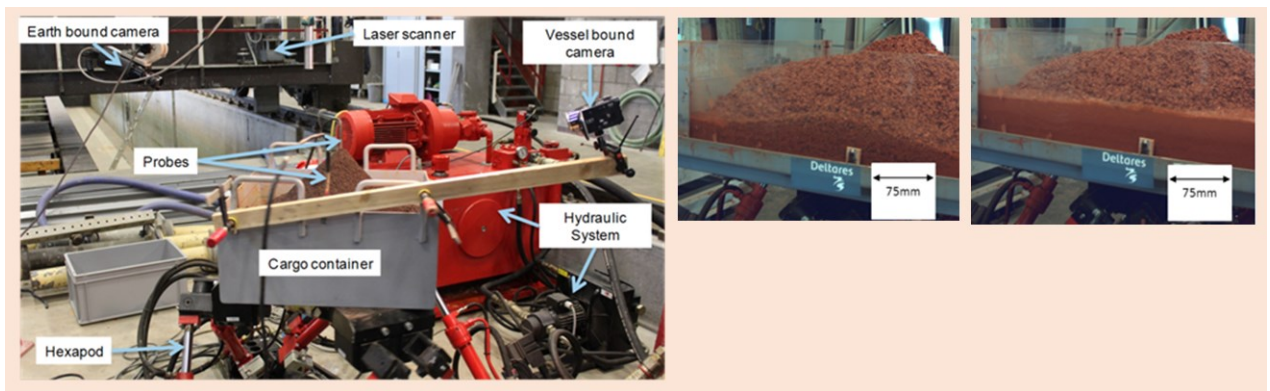 Earth bound camera
Laser scanner
Vessel bound
camera
Probes
Hydraulic
System
Cargo container
Hexapod
Deltares
75mm
Deltares
75mm